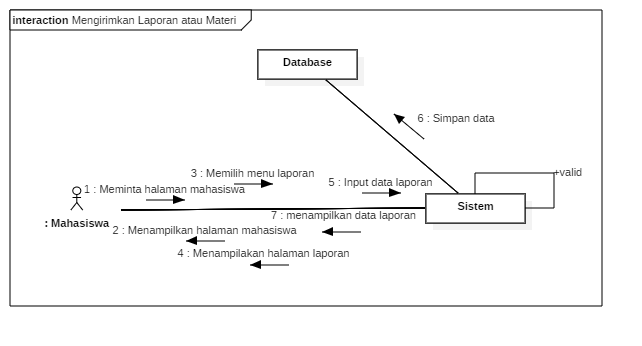 interaction Mengirimkan Laporan atau Materi
Database
6 : Simpan data
3 : Memilih menu laporan
+valid
1 : Meminta halaman mahasiswa
5 : Input data laporan
Sistem
7 : menampilkan data laporan
: Mahasiswa
2 : Menampilkan halaman mahasiswa
4 : Menampilakan halaman laporan